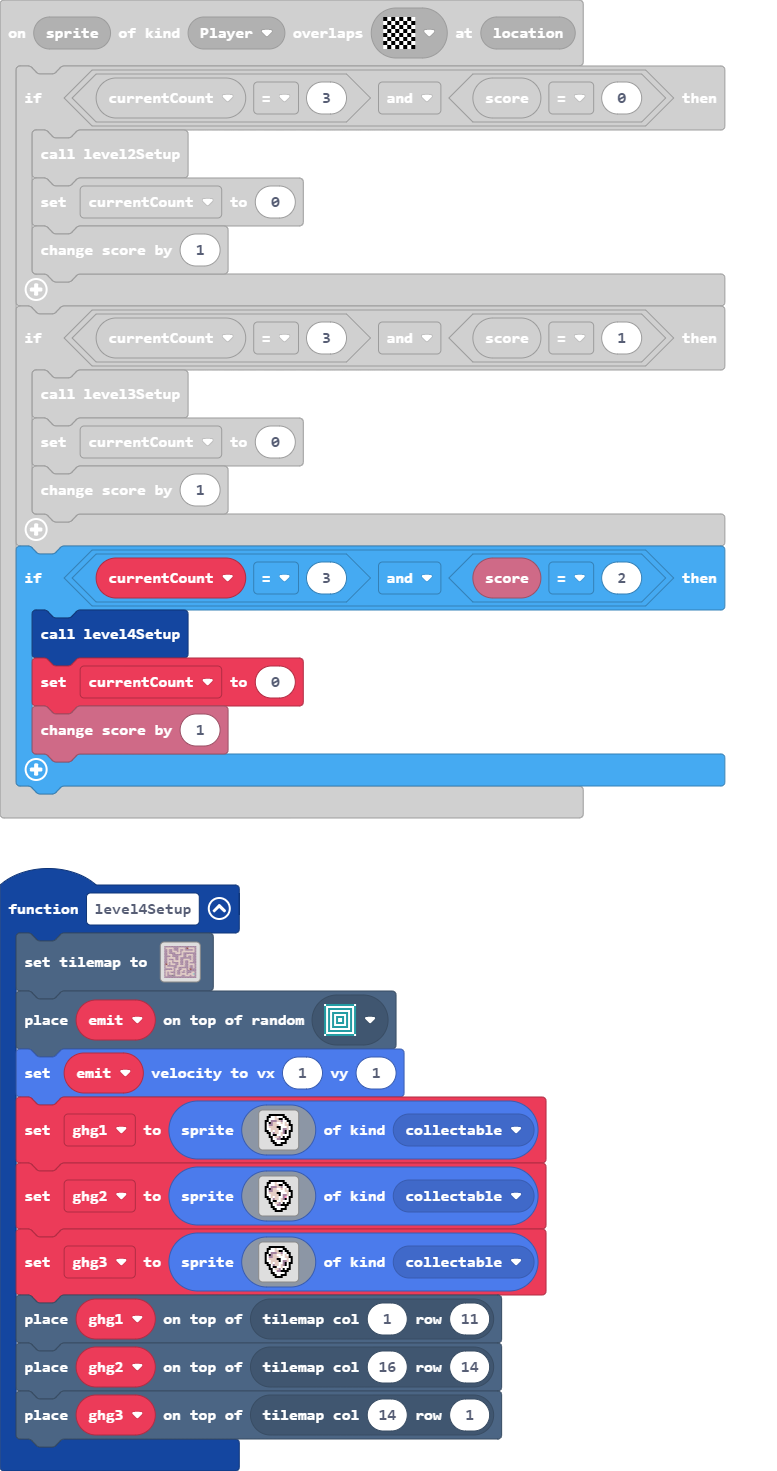 on sprite of kind Player overlaps at location
if currentCount = 3 and score = 0 then
call level2Setup
set currentCount to 0
change score by 1
if currentCount = 3 and score = 1 then
call level3Setup
set currentCount to 0
change score by 1
if currentCount = 3 and score = 2 then
call level4Setup
set currentCount to 0
change score by 1
function level4Setup
set tilemap to
place emit on top of random
set emit velocity to vx 1 vy 1
set ghg1 to sprite of kind collectable
set ghg2 to sprite of kind collectable
set ghg3 to sprite of kind collectable
place ghg1 on top of tilemap col 1 row 11
place ghg2 on top of tilemap col 16 row 14
place ghg3 on top of tilemap col 14 row 1